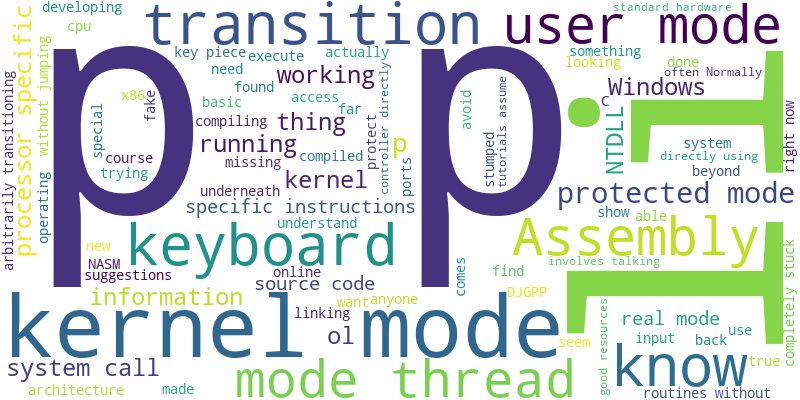 developing
standard hardware
transition
user mode
cpu
processor specific
without jumping
arbitrarily transitioning
operating
key piece
actually
something
execute
need
working
looking
done
often Normally
found
x86
fake
basic
access
Windows
c
special
compiling
far
thing
controller directly
protect
avoid
stumped
tutorials assume
NTDLL
right now
running
p
p
p
li
li
system
directly using
beyond
course
trying
missing
compiled
kernel
ports
underneath
specific instructions
protected mode
understand
show
able
keyboard
Assembly
new
NASM
suggestions
online
source code
comes
find
involves talking
completely stuck
information
want
anyone
DJGPP
linking
kernel mode
ol
good resources
real mode
seem
input
back
use
true
system call
know
mode thread
architecture
made
routines without